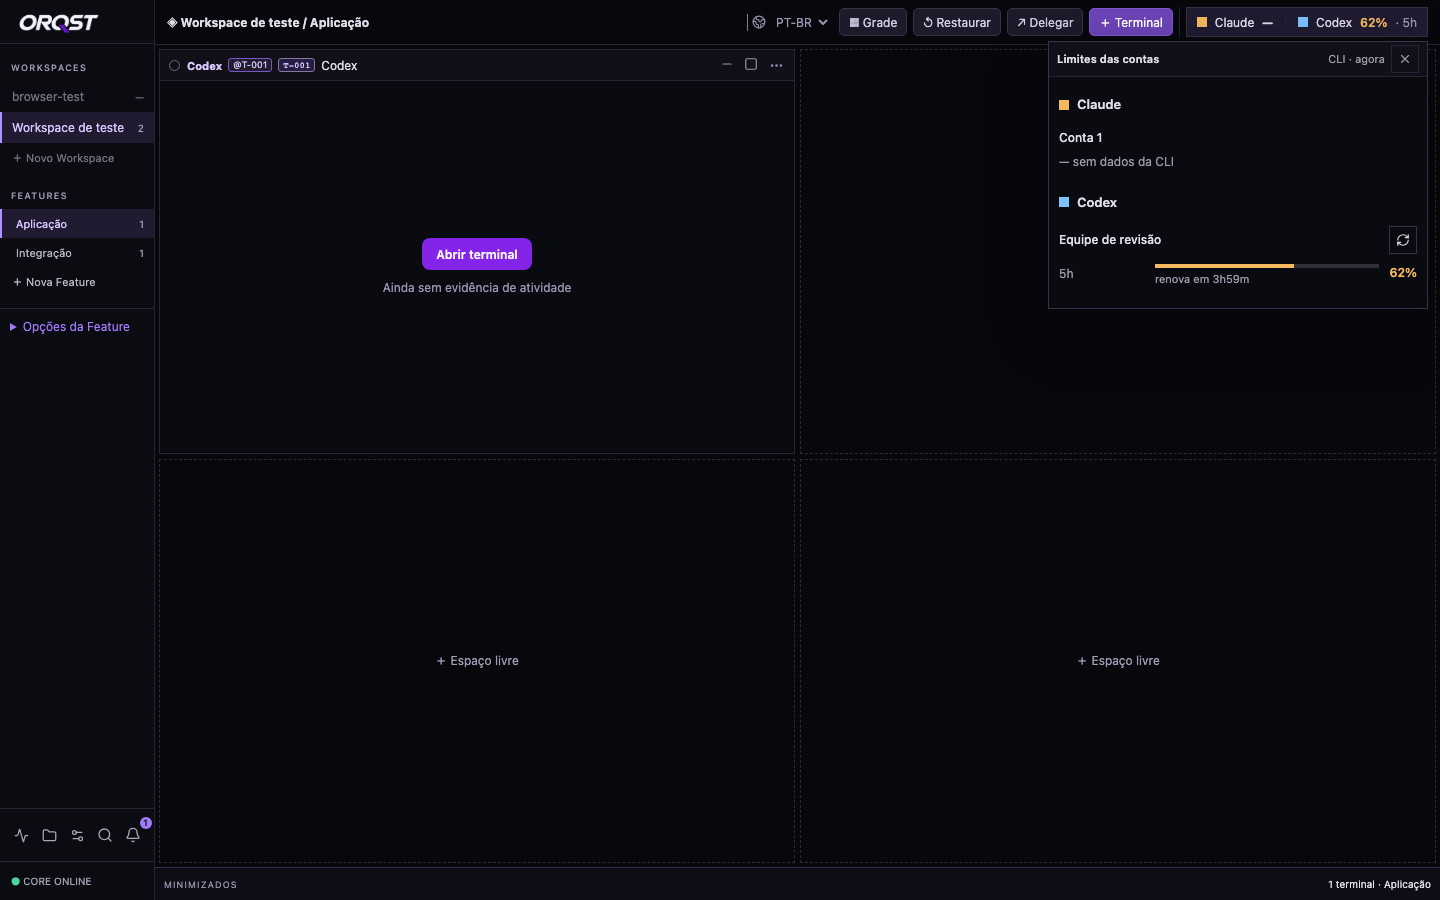 ORQST
WORKSPACES
browser-test –
Workspace de teste 2
+ Novo Workspace
FEATURES
Aplicação 1
Integração 1
+ Nova Feature
Opções da Feature
1
CORE ONLINE
Workspace de teste / Aplicação
PT-BR
Grade
Restaurar
Delegar
+ Terminal
Claude —
Codex 62% · 5h
Codex @T-001 T-001 Codex
Abrir terminal
Ainda sem evidência de atividade
Limites das contas
CLI · agora
Claude
Conta 1
— sem dados da CLI
Codex
Equipe de revisão
5h
62%
renova em 3h59m
+ Espaço livre
+ Espaço livre
MINIMIZADOS
1 terminal · Aplicação